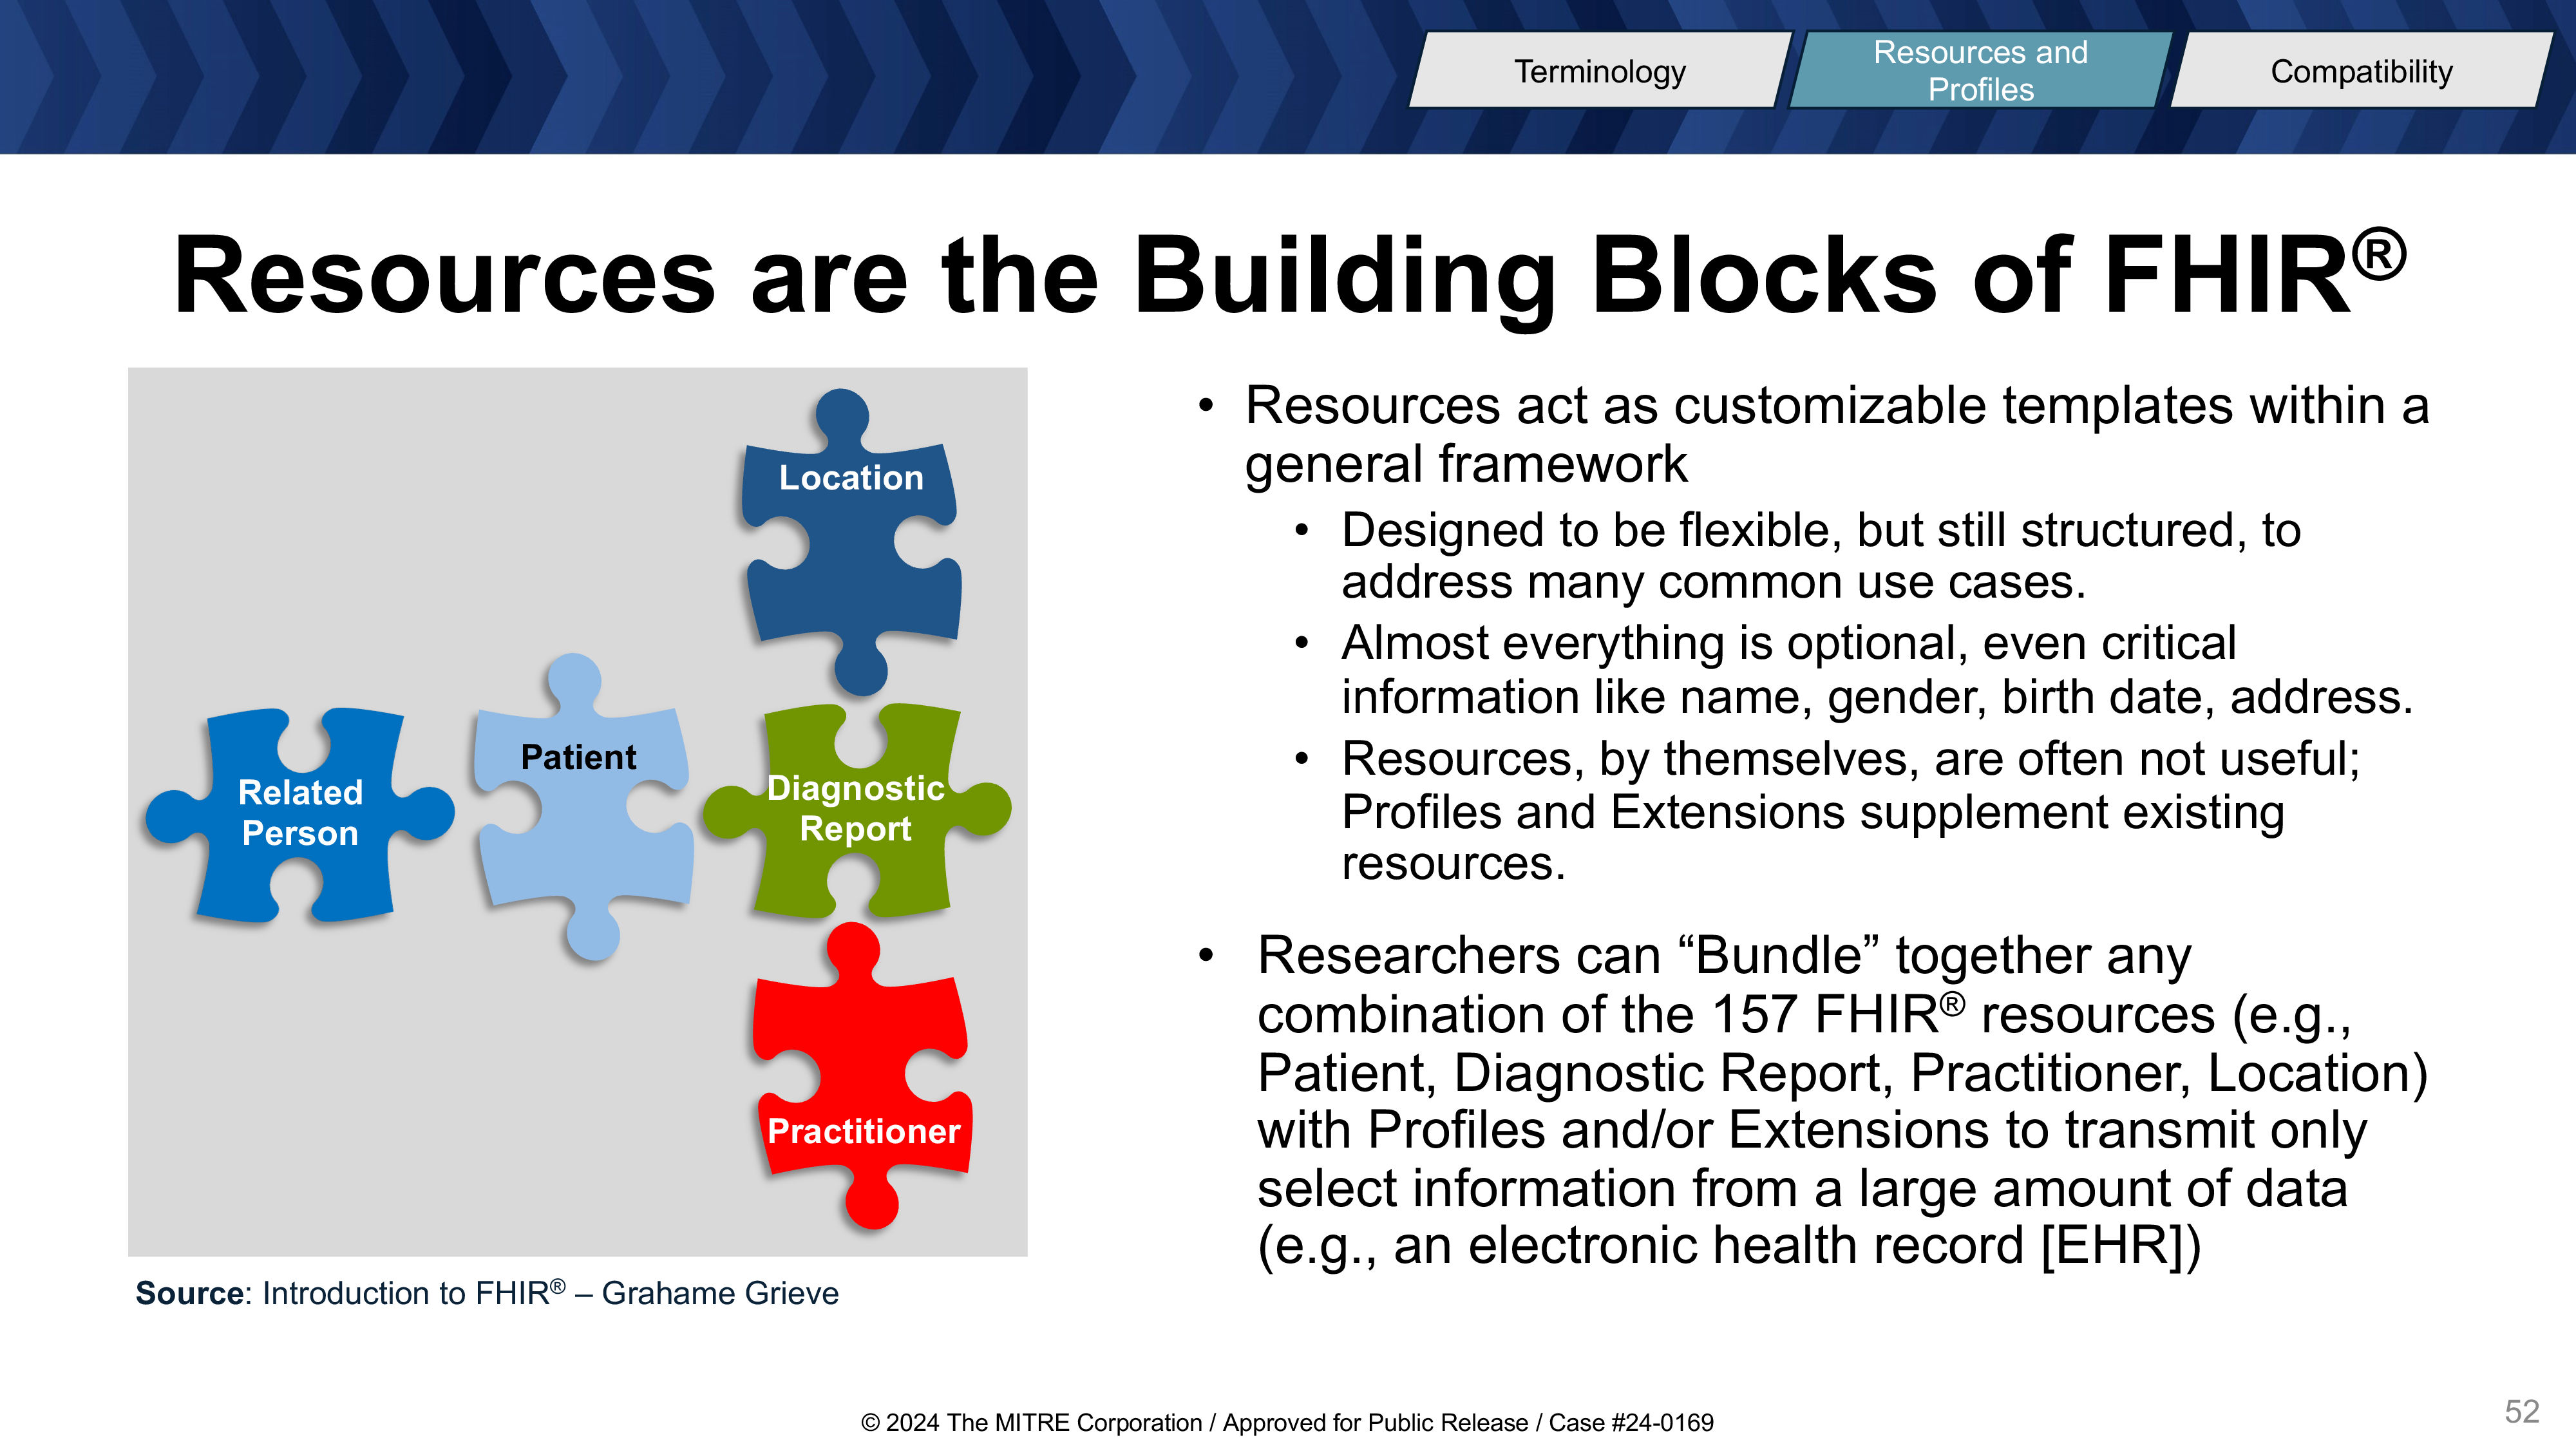 Terminology
Resources and
Profiles
Compatibility
Resources are the Building Blocks of FHIR®
Location
Patient
Related
Person
Diagnostic
Report
Practitioner
Source: Introduction to FHIR® – Grahame Grieve
• Resources act as customizable templates within a
general framework
• Designed to be flexible, but still structured, to
address many common use cases.
• Almost everything is optional, even critical
information like name, gender, birth date, address.
• Resources, by themselves, are often not useful;
Profiles and Extensions supplement existing
resources.
• Researchers can “Bundle” together any
combination of the 157 FHIR® resources (e.g.,
Patient, Diagnostic Report, Practitioner, Location)
with Profiles and/or Extensions to transmit only
select information from a large amount of data
(e.g., an electronic health record [EHR])
© 2024 The MITRE Corporation / Approved for Public Release / Case #24-0169
52